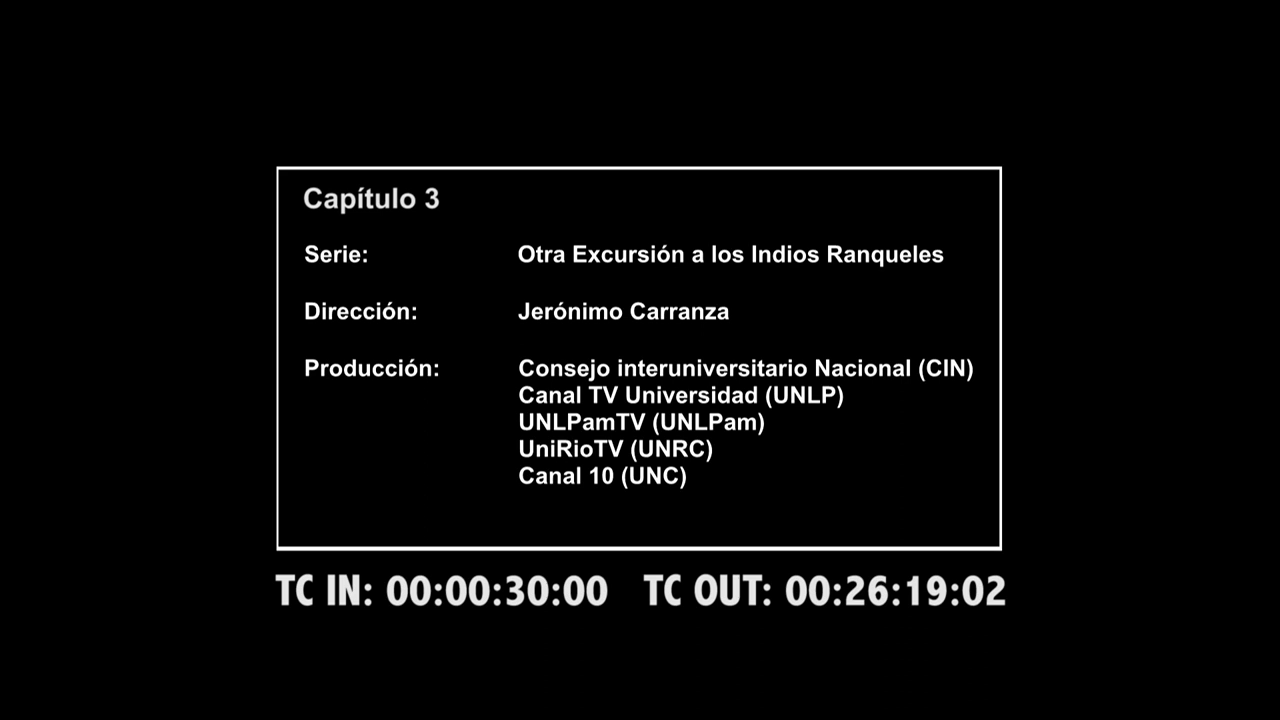 Capítulo 3
Serie: Otra Excursión a los Indios Ranqueles
Dirección: Jerónimo Carranza
Producción: Consejo interuniversitario Nacional (CIN)
Canal TV Universidad (UNLP)
UNLPamTV (UNLPam)
UniRioTV (UNRC)
Canal 10 (UNC)
TC IN: 00:00:30:00 TC OUT: 00:26:19:02